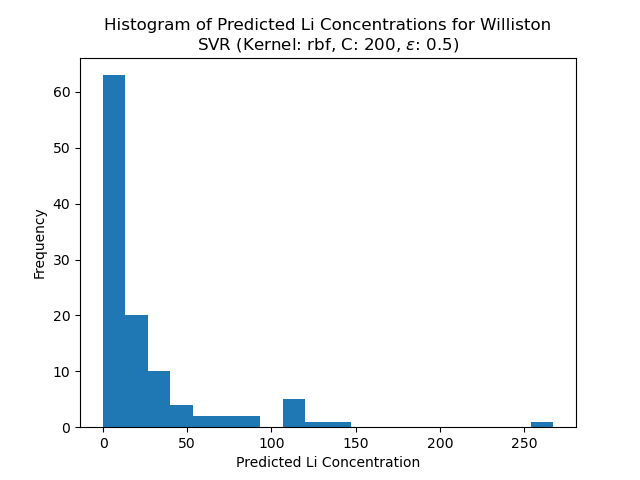 Histogram of Predicted Li Concentrations for Williston
SVR (Kernel: rbf, C: 200, ε: 0.5)
60
50
40
30
20
10
0
Frequency
0 50 100 150 200 250
Predicted Li Concentration